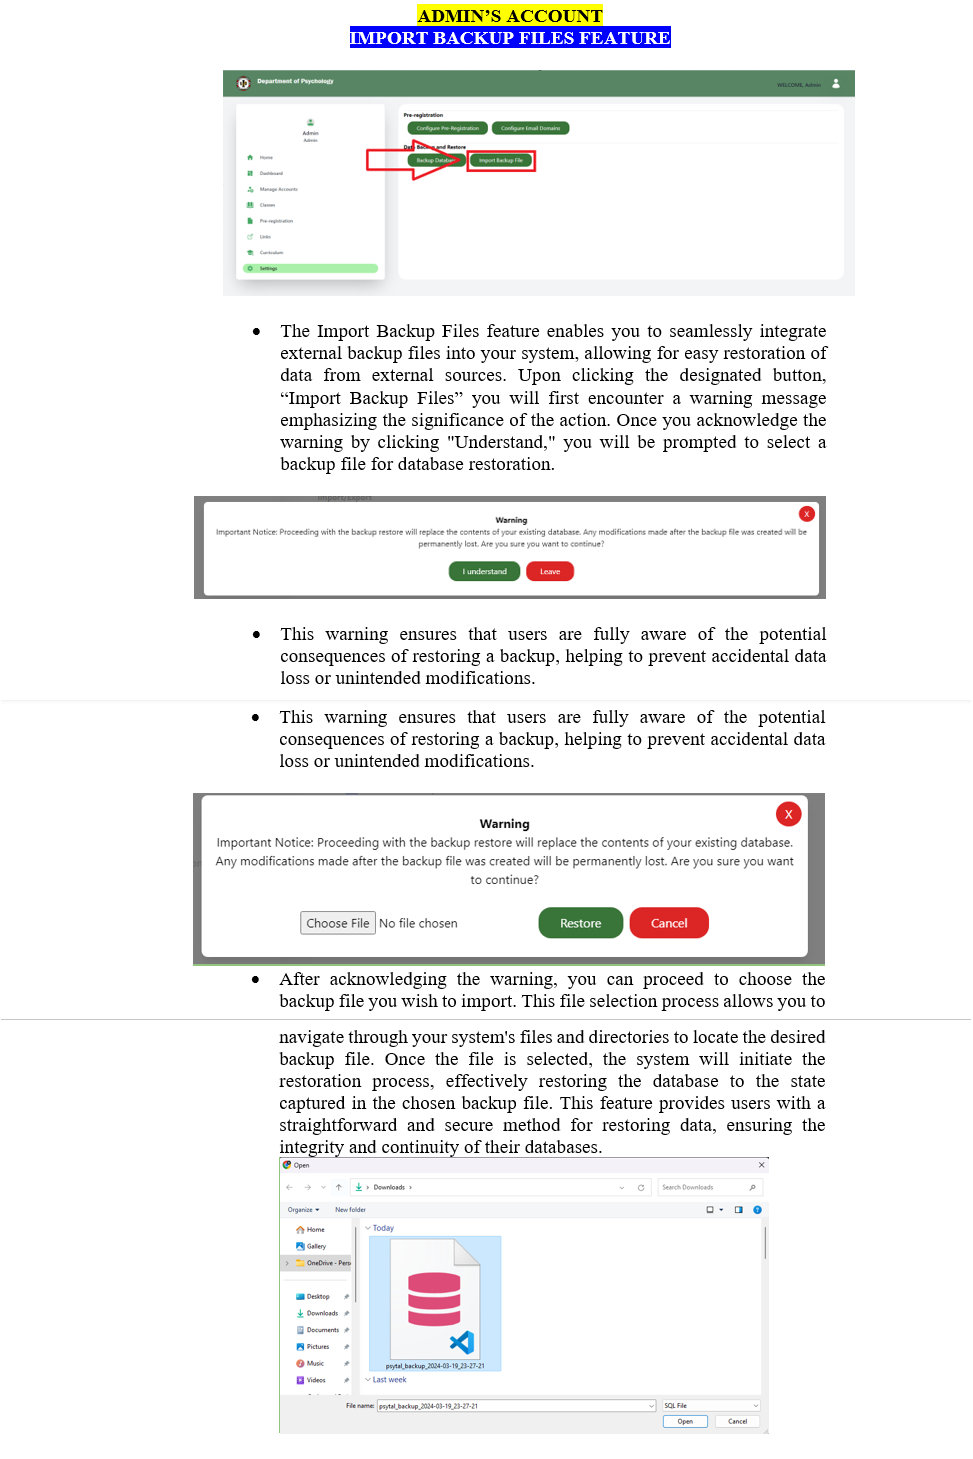 ADMIN’S ACCOUNT
IMPORT BACKUP FILES FEATURE
Department of Psychology
WELCOME, Admin
Admin
Admin
Home
Dashboard
Manage Accounts
Classes
Pre-registration
Links
Curriculum
Settings
Pre-registration
Configure Pre-Registration
Configure Email Domains
Data Backup and Restore
Backup Database
Import Backup File
• The Import Backup Files feature enables you to seamlessly integrate
external backup files into your system, allowing for easy restoration of
data from external sources. Upon clicking the designated button,
“Import Backup Files” you will first encounter a warning message
emphasizing the significance of the action. Once you acknowledge the
warning by clicking "Understand," you will be prompted to select a
backup file for database restoration.
Import/Export
Warning
X
Important Notice: Proceeding with the backup restore will replace the contents of your existing database. Any modifications made after the backup file was created will be
permanently lost. Are you sure you want to continue?
I understand
Leave
• This warning ensures that users are fully aware of the potential
consequences of restoring a backup, helping to prevent accidental data
loss or unintended modifications.
• This warning ensures that users are fully aware of the potential
consequences of restoring a backup, helping to prevent accidental data
loss or unintended modifications.
X
Warning
Important Notice: Proceeding with the backup restore will replace the contents of your existing database.
Any modifications made after the backup file was created will be permanently lost. Are you sure you want
to continue?
Choose File No file chosen
Restore
Cancel
• After acknowledging the warning, you can proceed to choose the
backup file you wish to import. This file selection process allows you to
navigate through your system's files and directories to locate the desired
backup file. Once the file is selected, the system will initiate the
restoration process, effectively restoring the database to the state
captured in the chosen backup file. This feature provides users with a
straightforward and secure method for restoring data, ensuring the
integrity and continuity of their databases.
Open
Downloads
Search Downloads
Organize
New folder
Home
Gallery
OneDrive - Pers
Desktop
Downloads
Documents
Pictures
Music
Videos
Today
psytal_backup_2024-03-19_23-27-21
Last week
File name: psytal_backup_2024-03-19_23-27-21
SQL File
Open
Cancel